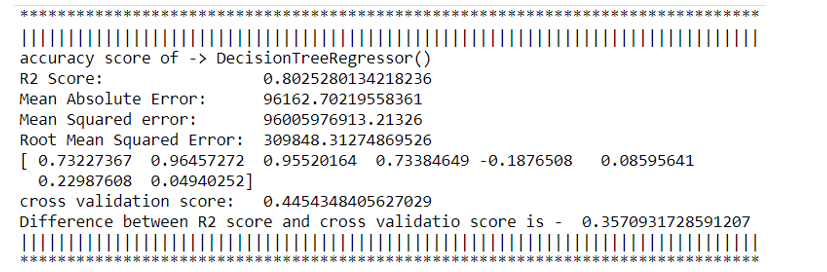 *******************************************************************************
|||||||||||||||||||||||||||||||||||||||||||||||||||||||||||||||||||||||||||||||
accuracy score of -> DecisionTreeRegressor()
R2 Score:                 0.8025280134218236
Mean Absolute Error:      96162.70219558361
Mean Squared error:       96005976913.21326
Root Mean Squared Error:  309848.31274869526
[ 0.73227367  0.96457272  0.95520164  0.73384649 -0.1876508   0.08595641
  0.22987608  0.04940252]
cross validation score:   0.4454348405627029
Difference between R2 score and cross validatio score is -  0.3570931728591207
|||||||||||||||||||||||||||||||||||||||||||||||||||||||||||||||||||||||||||||||
*******************************************************************************